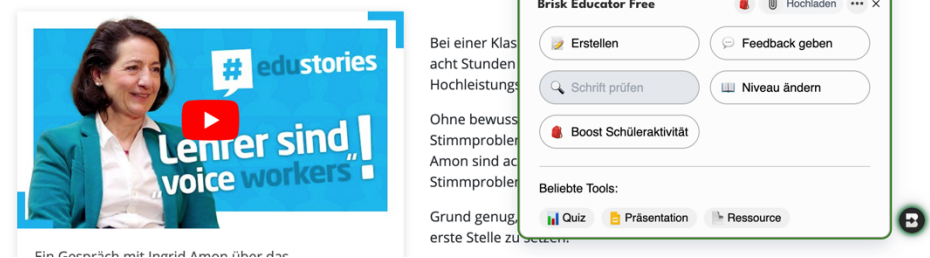 # edustories
Lehrer sind
„voice workers“!
Ein Gespräch mit Ingrid Amon über das
Bei einer Klas
acht Stunden
Hochleistungs
Ohne bewuss
Stimmproble
Amon sind ac
Stimmproblem
Grund genug,
erste Stelle zu setzen.
Brisk Educator Free
Hochladen
Erstellen
Feedback geben
Schrift prüfen
Niveau ändern
Boost Schüleraktivität
Beliebte Tools:
Quiz
Präsentation
Ressource